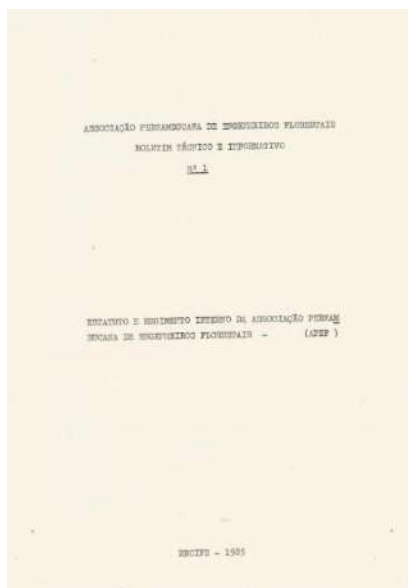 ASSOCIAÇÃO PERNAMBUCANA DE ENGENHEIROS FLORESTAIS
BOLETIM TÉCNICO E INFORMATIVO
Nº 1
ESTATUTO E REGIMENTO INTERNO DA ASSOCIAÇÃO PERNAM
BUCANA DE ENGENHEIROS FLORESTAIS - (APEF )
RECIFE - 1985